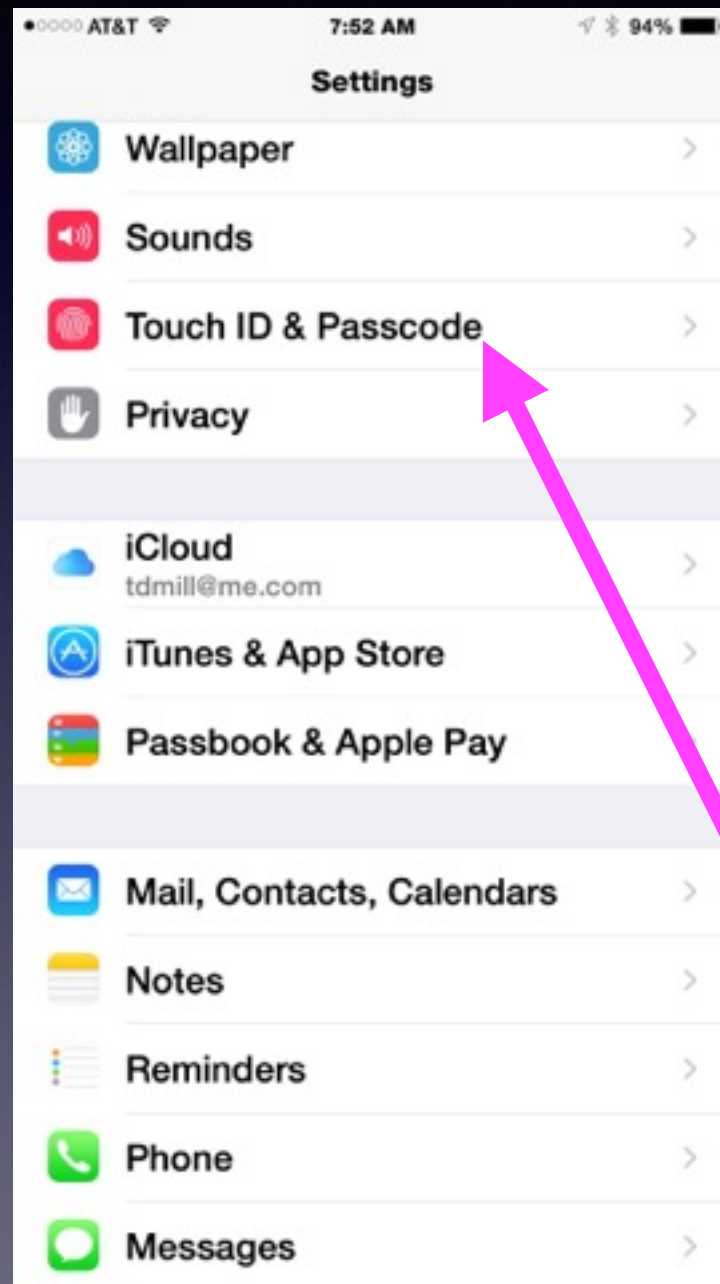 AT&T 7:52 AM 94%
Settings
Wallpaper
Sounds
Touch ID & Passcode
Privacy
iCloud
tdmill@me.com
iTunes & App Store
Passbook & Apple Pay
Mail, Contacts, Calendars
Notes
Reminders
Phone
Messages